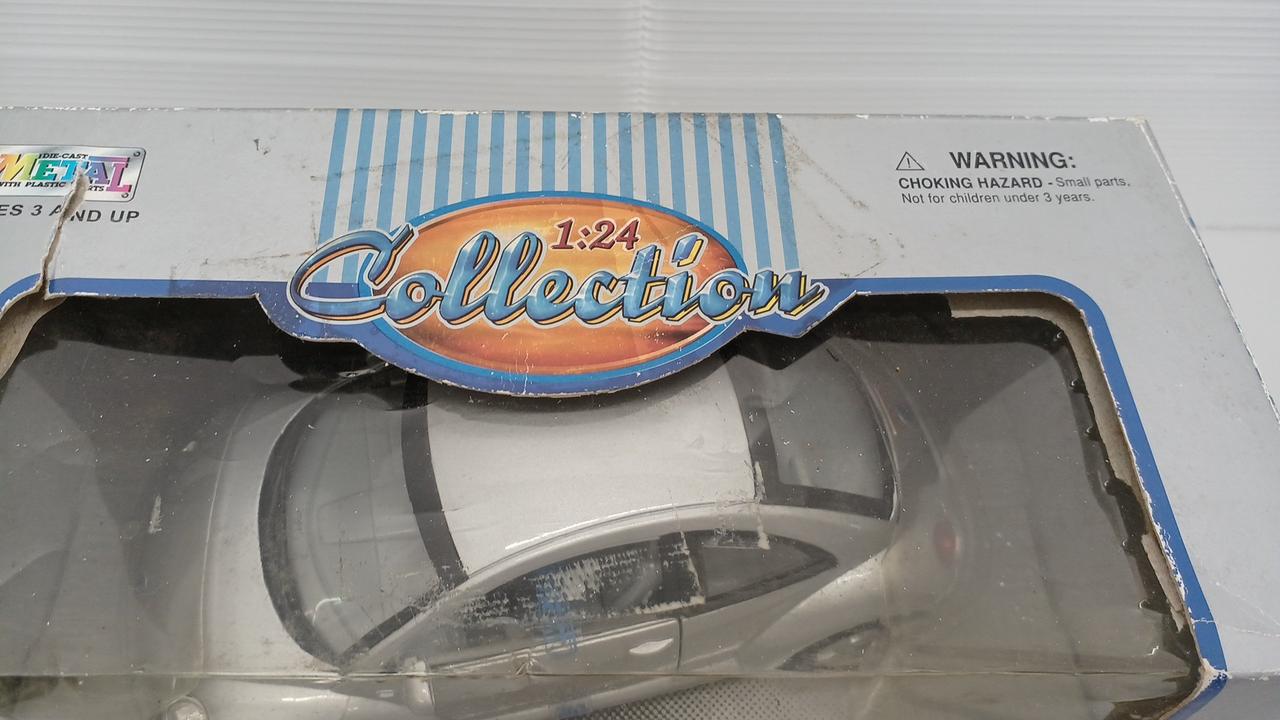 DIE-CAST
METAL
WITH PLASTIC PARTS
ES 3 AND UP
1:24
Collection
WARNING:
CHOKING HAZARD - Small parts.
Not for children under 3 years.